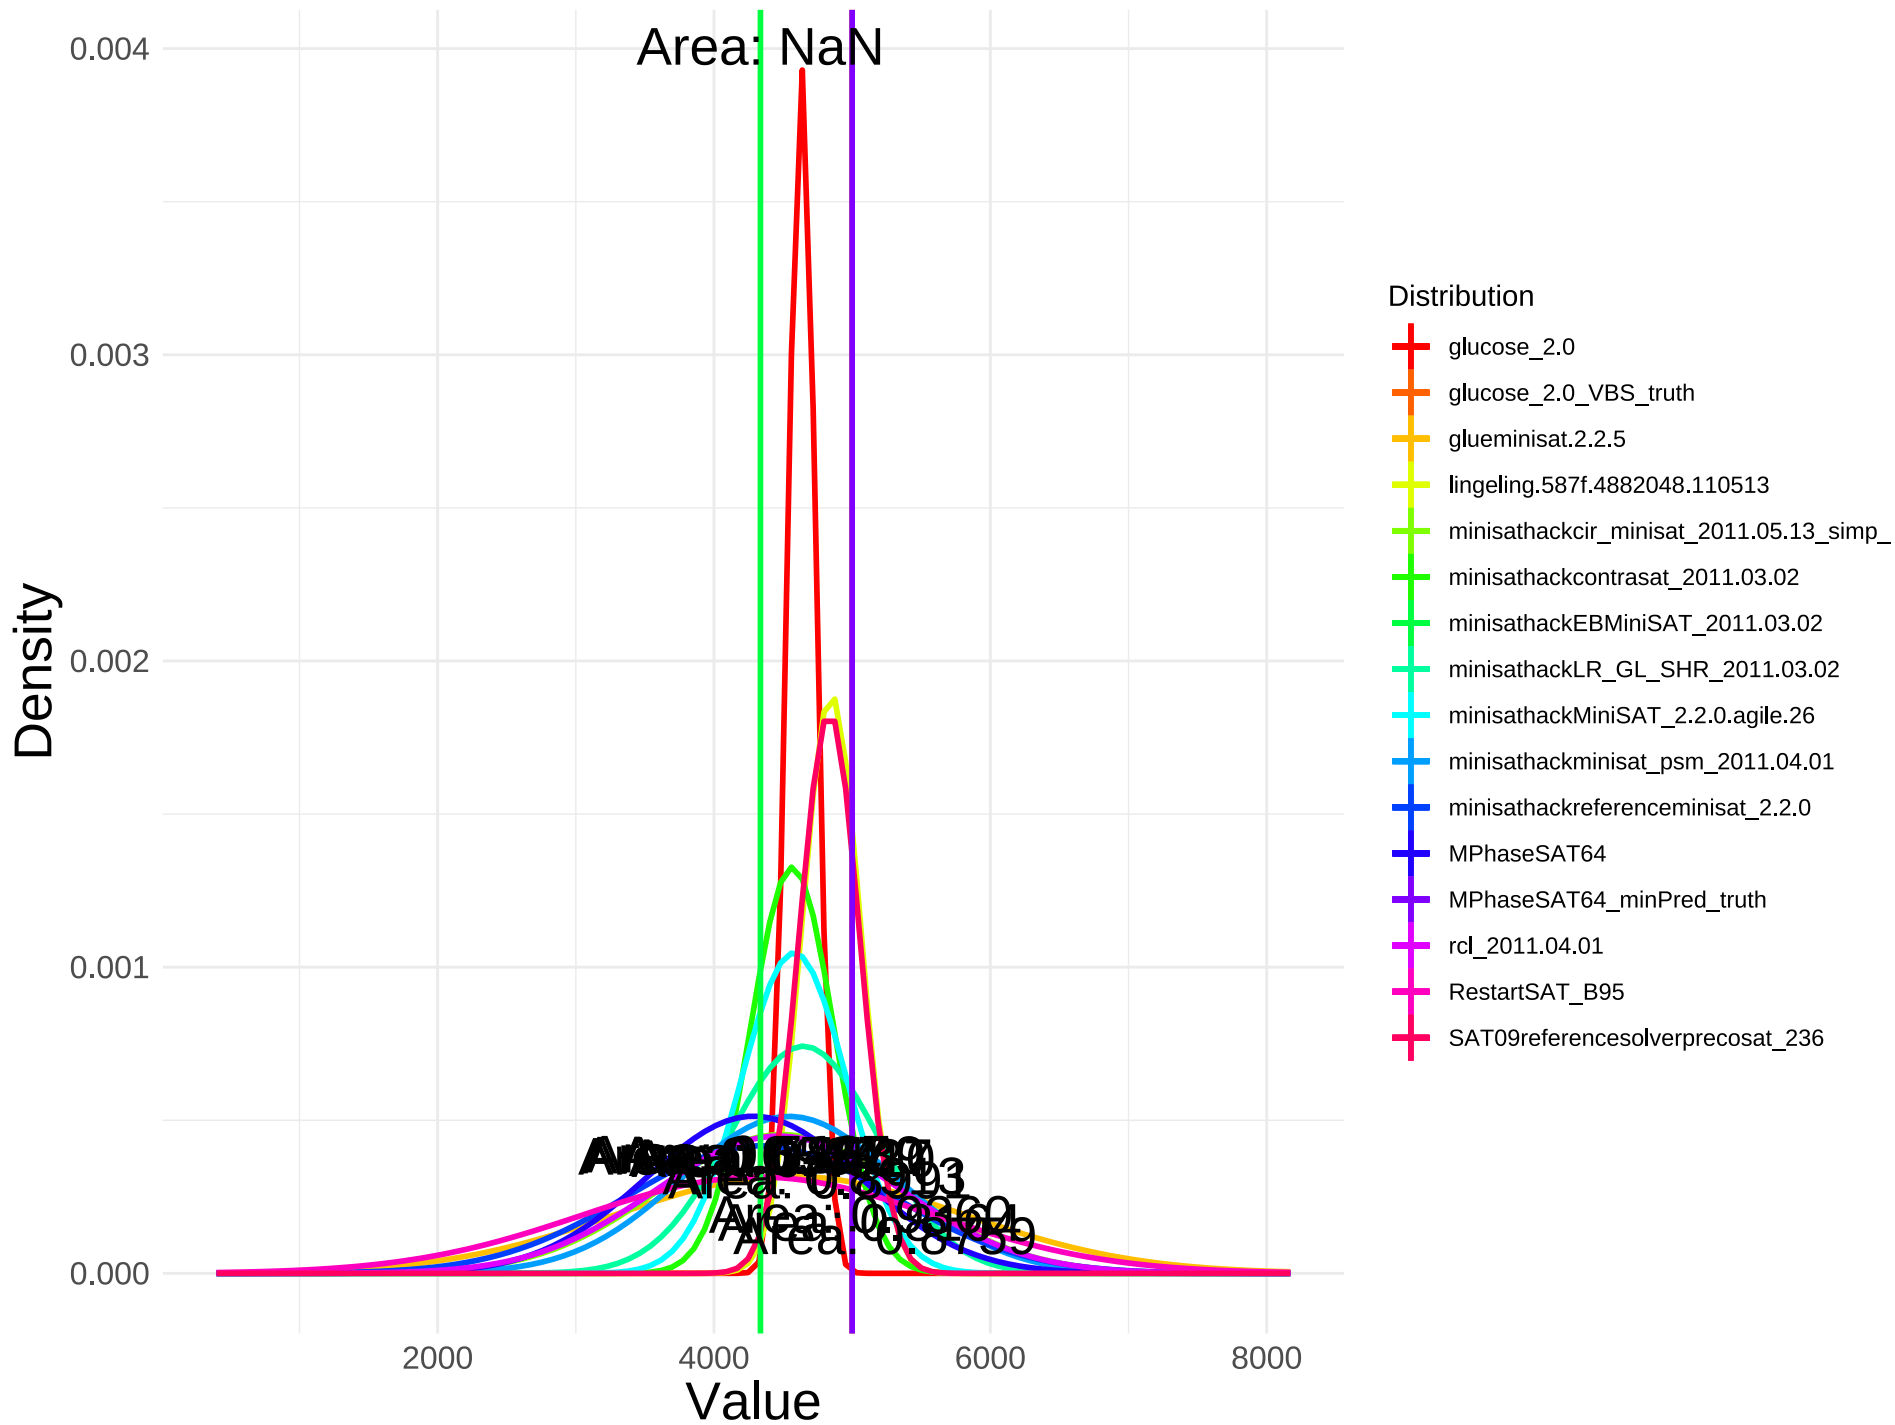 Area: NaN
0.004
0.003
0.002
0.001
0.000
Density
Area: 0.8759
2000
4000
6000
8000
Value
Distribution
glucose_2.0
glucose_2.0_VBS_truth
glueminisat.2.2.5
lingeling.587f.4882048.110513
minisathackcir_minisat_2011.05.13_simp_
minisathackcontrasat_2011.03.02
minisathackEBMiniSAT_2011.03.02
minisathackLR_GL_SHR_2011.03.02
minisathackMiniSAT_2.2.0.agile.26
minisathackminisat_psm_2011.04.01
minisathackreferenceminisat_2.2.0
MPhaseSAT64
MPhaseSAT64_minPred_truth
rcl_2011.04.01
RestartSAT_B95
SAT09referencesolverprecosat_236